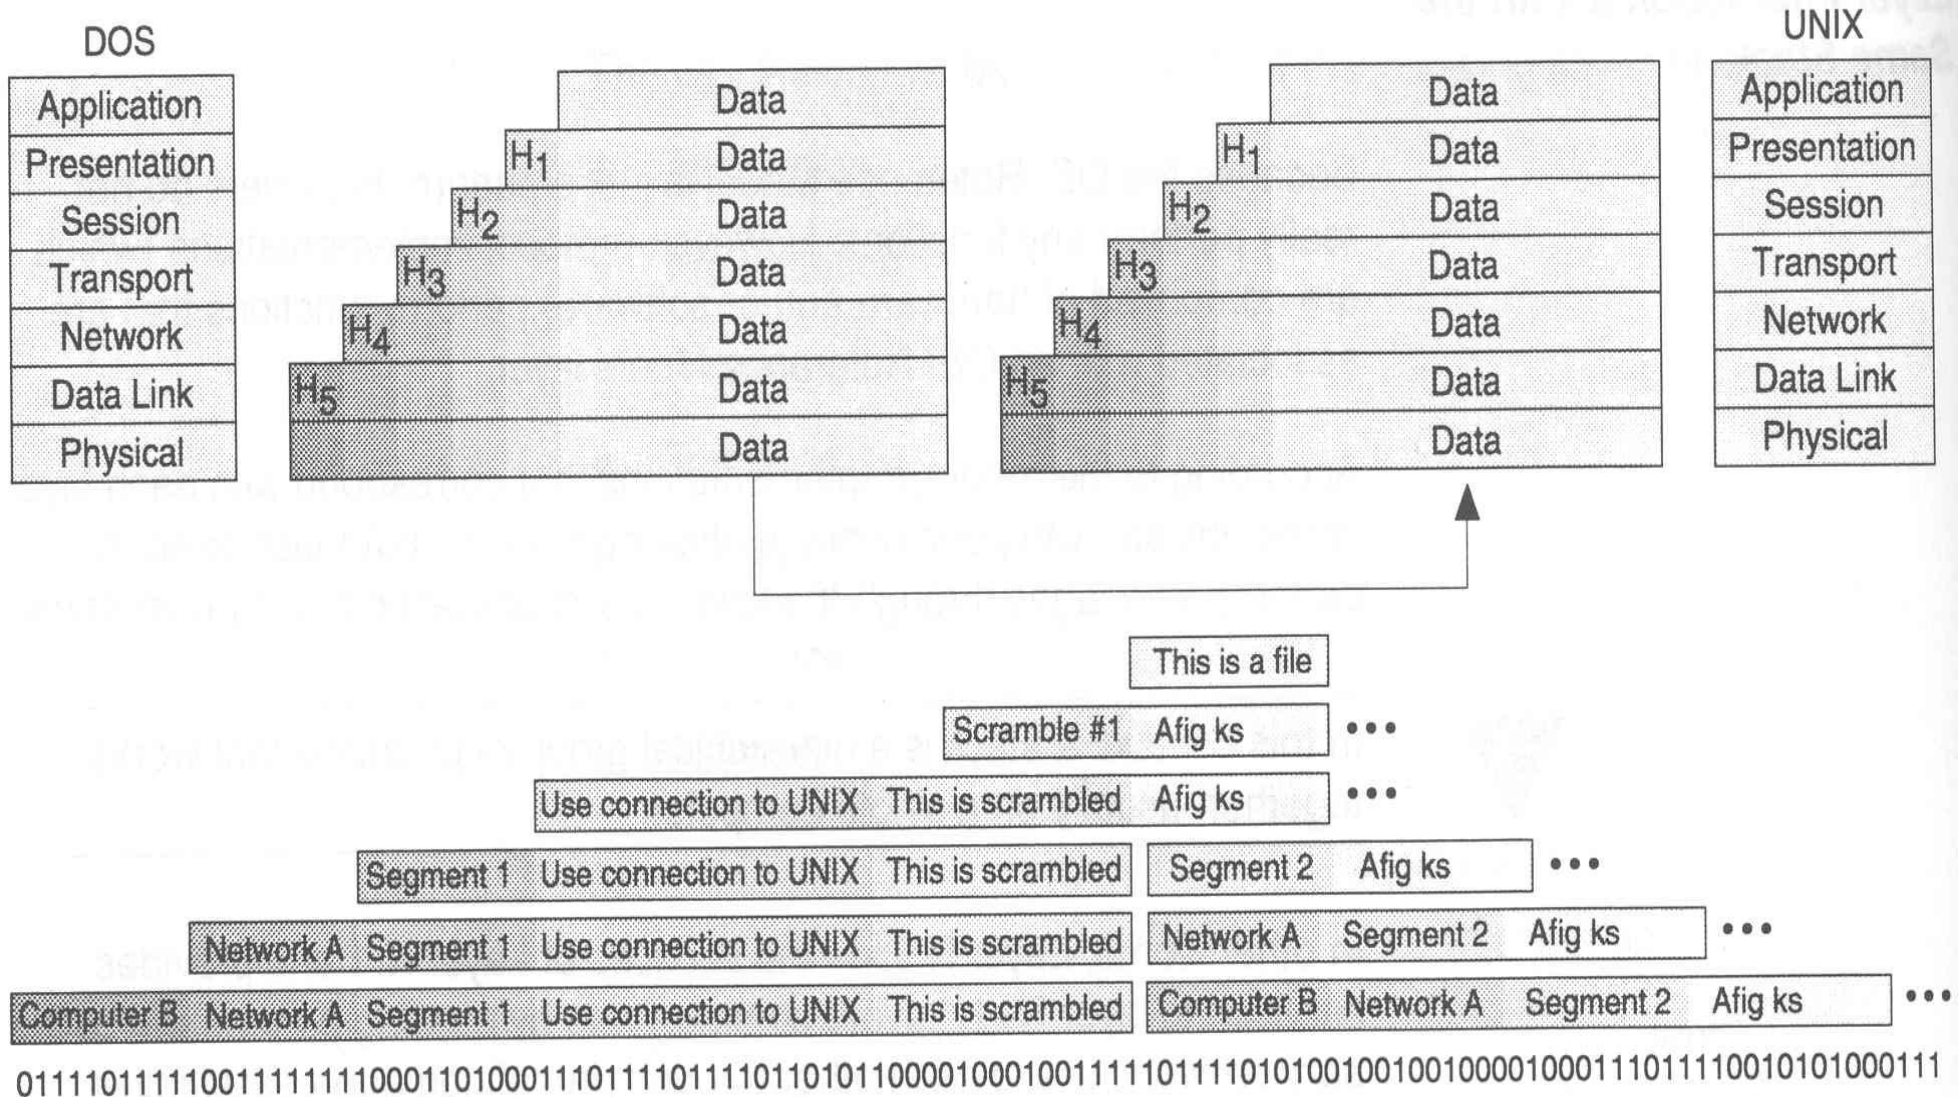 DOS
UNIX
Application
Data
Data
Application
Presentation
H1 Data
H1 Data
Presentation
Session
H2 Data
H2 Data
Session
Transport
H3 Data
H3 Data
Transport
Network
H4 Data
H4 Data
Network
Data Link
H5 Data
H5 Data
Data Link
Physical
Data
Data
Physical
This is a file
Scramble #1 Afig ks •••
Use connection to UNIX This is scrambled Afig ks •••
Segment 1 Use connection to UNIX This is scrambled Segment 2 Afig ks •••
Network A Segment 1 Use connection to UNIX This is scrambled Network A Segment 2 Afig ks •••
Computer B Network A Segment 1 Use connection to UNIX This is scrambled Computer B Network A Segment 2 Afig ks •••
0111101111100111111110001101000111011110111101101011000010001001111101111010100100100100001000111011110010101000111